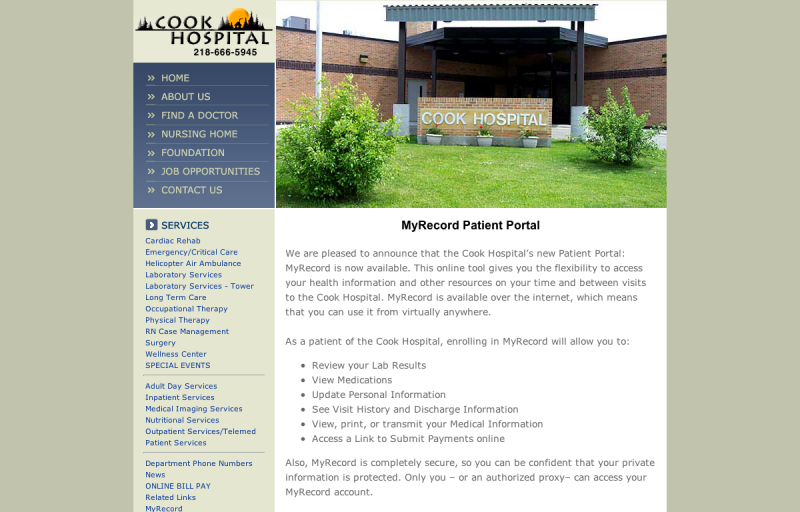 COOK
HOSPITAL
218-666-5945
HOME
ABOUT US
FIND A DOCTOR
NURSING HOME
FOUNDATION
JOB OPPORTUNITIES
CONTACT US
COOK HOSPITAL
SERVICES
Cardiac Rehab
Emergency/Critical Care
Helicopter Air Ambulance
Laboratory Services
Laboratory Services - Tower
Long Term Care
Occupational Therapy
Physical Therapy
RN Case Management
Surgery
Wellness Center
SPECIAL EVENTS
Adult Day Services
Inpatient Services
Medical Imaging Services
Nutritional Services
Outpatient Services/Telemed
Patient Services
Department Phone Numbers
News
ONLINE BILL PAY
Related Links
MyRecord
MyRecord Patient Portal
We are pleased to announce that the Cook Hospital's new Patient Portal:
MyRecord is now available. This online tool gives you the flexibility to access
your health information and other resources on your time and between visits
to the Cook Hospital. MyRecord is available over the internet, which means
that you can use it from virtually anywhere.
As a patient of the Cook Hospital, enrolling in MyRecord will allow you to:
• Review your Lab Results
• View Medications
• Update Personal Information
• See Visit History and Discharge Information
• View, print, or transmit your Medical Information
• Access a Link to Submit Payments online
Also, MyRecord is completely secure, so you can be confident that your private
information is protected. Only you – or an authorized proxy– can access your
MyRecord account.